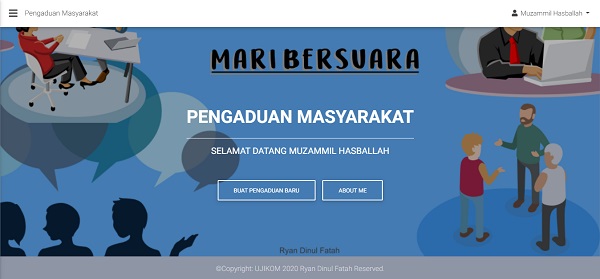 Pengaduan Masyarakat
Muzammil Hasballah
MARI BERSUARA
PENGADUAN MASYARAKAT
SELAMAT DATANG MUZAMMIL HASBALLAH
BUAT PENGADUAN BARU
ABOUT ME
Ryan Dinul Fatah
©Copyright: UJIKOM 2020 Ryan Dinul Fatah Reserved.